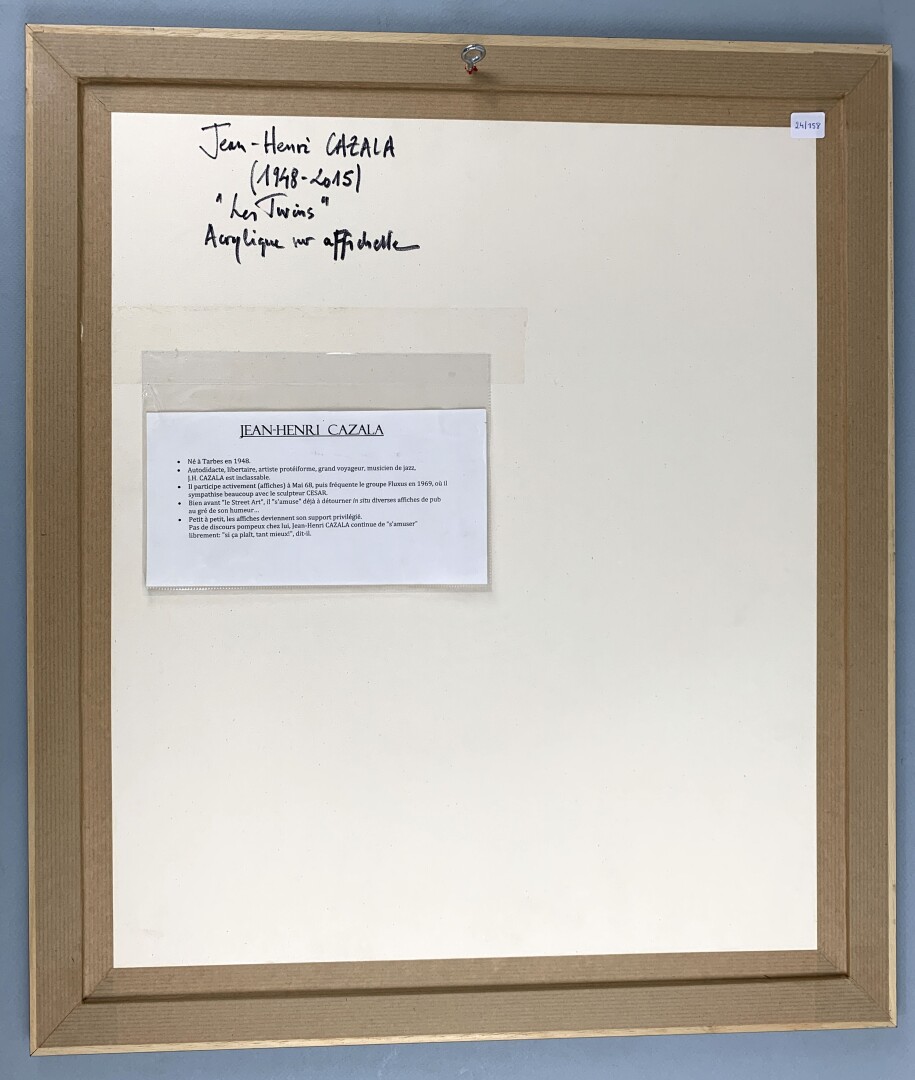 Jean-Henri CAZALA
(1948-2015)
"Les Twins"
Acrylique sur affichette
24/158
JEAN-HENRI CAZALA
• Né à Tarbes en 1948.
• Autodidacte, libertaire, artiste protéiforme, grand voyageur, musicien de jazz,
J.H. CAZALA est inclassable.
• Il participe activement (affiches) à Mai 68, puis fréquente le groupe Fluxus en 1969, où il
sympathise beaucoup avec le sculpteur CESAR.
• Bien avant "le Street Art", il "s'amuse" déjà à détourner in situ diverses affiches de pub
au gré de son humeur...
• Petit à petit, les affiches deviennent son support privilégié.
Pas de discours pompeux chez lui, Jean-Henri CAZALA continue de "s'amuser"
librement: "si ça plaît, tant mieux!", dit-il.